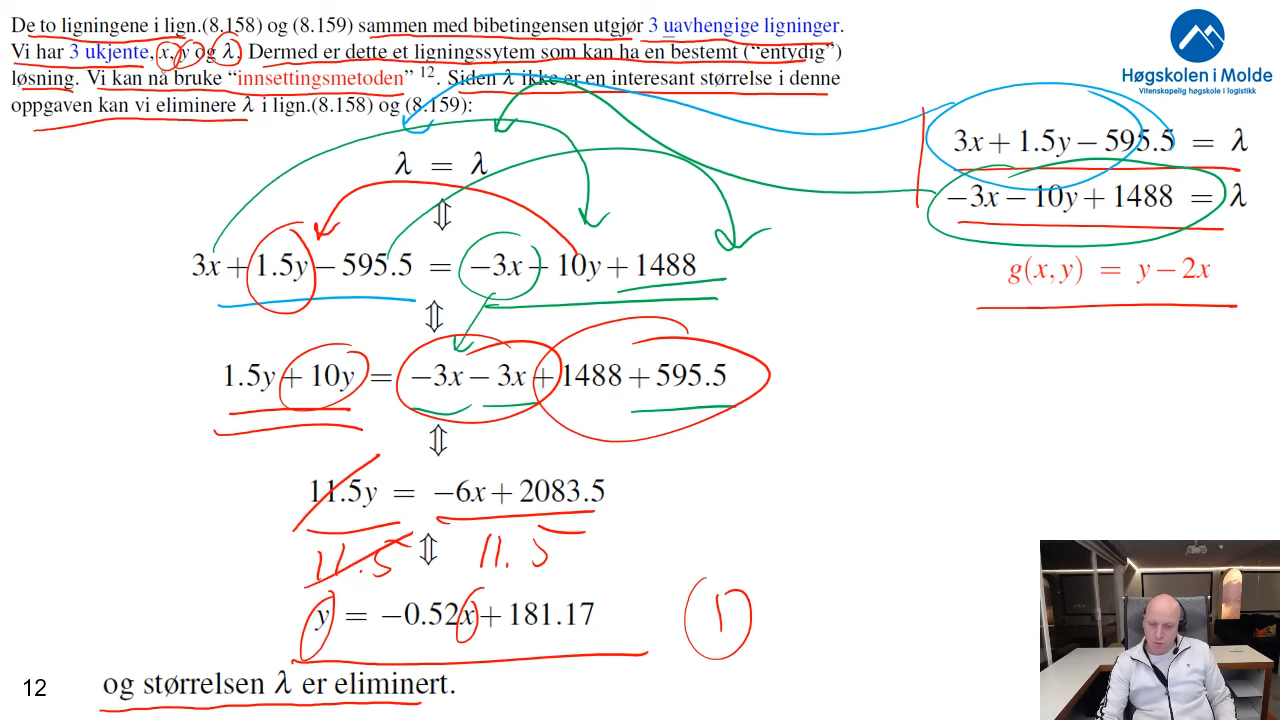 De to ligningene i lign.(8.158) og (8.159) sammen med bibetingensen utgjør 3 uavhengige ligninger.
Vi har 3 ukjente, x, y og λ. Dermed er dette et ligningssytem som kan ha en bestemt (“entydig”)
løsning. Vi kan nå bruke “innsettingsmetoden” ¹². Siden λ ikke er en interesant størrelse i denne
oppgaven kan vi eliminere λ i lign.(8.158) og (8.159):
Høgskolen i Molde
Vitenskapelig høgskole i logistikk
3x + 1.5y − 595.5 = λ
−3x − 10y + 1488 = λ
g(x,y) = y − 2x
λ = λ
⇕
3x + 1.5y − 595.5 = −3x − 10y + 1488
⇕
1.5y + 10y = −3x − 3x + 1488 + 595.5
⇕
11.5y = −6x + 2083.5
11.5 ⇕ 11.5
y = −0.52x + 181.17
1
og størrelsen λ er eliminert.
12